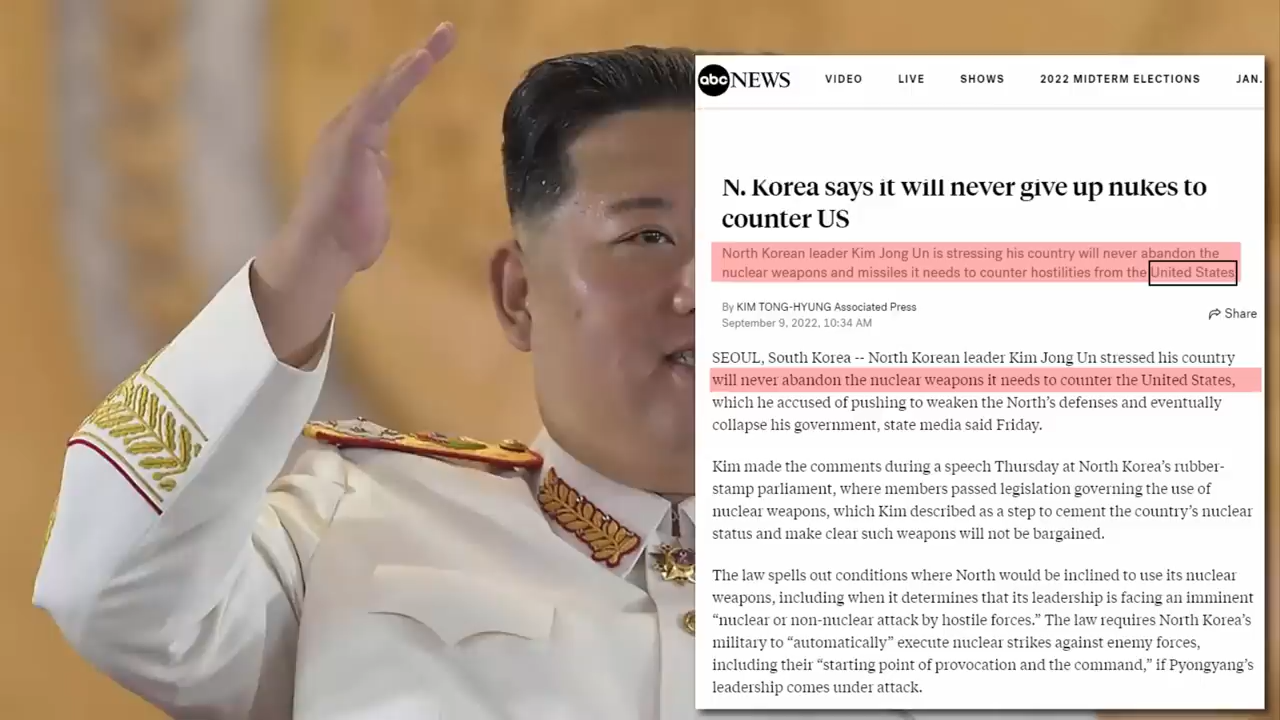 abc NEWS VIDEO LIVE SHOWS 2022 MIDTERM ELECTIONS JAN.
N. Korea says it will never give up nukes to
counter US
North Korean leader Kim Jong Un is stressing his country will never abandon the
nuclear weapons and missiles it needs to counter hostilities from the United States
By KIM TONG-HYUNG Associated Press
September 9, 2022, 10:34 AM
Share
SEOUL, South Korea -- North Korean leader Kim Jong Un stressed his country
will never abandon the nuclear weapons it needs to counter the United States,
which he accused of pushing to weaken the North's defenses and eventually
collapse his government, state media said Friday.
Kim made the comments during a speech Thursday at North Korea's rubber-
stamp parliament, where members passed legislation governing the use of
nuclear weapons, which Kim described as a step to cement the country's nuclear
status and make clear such weapons will not be bargained.
The law spells out conditions where North would be inclined to use its nuclear
weapons, including when it determines that its leadership is facing an imminent
“nuclear or non-nuclear attack by hostile forces.” The law requires North Korea's
military to “automatically” execute nuclear strikes against enemy forces,
including their “starting point of provocation and the command,” if Pyongyang's
leadership comes under attack.